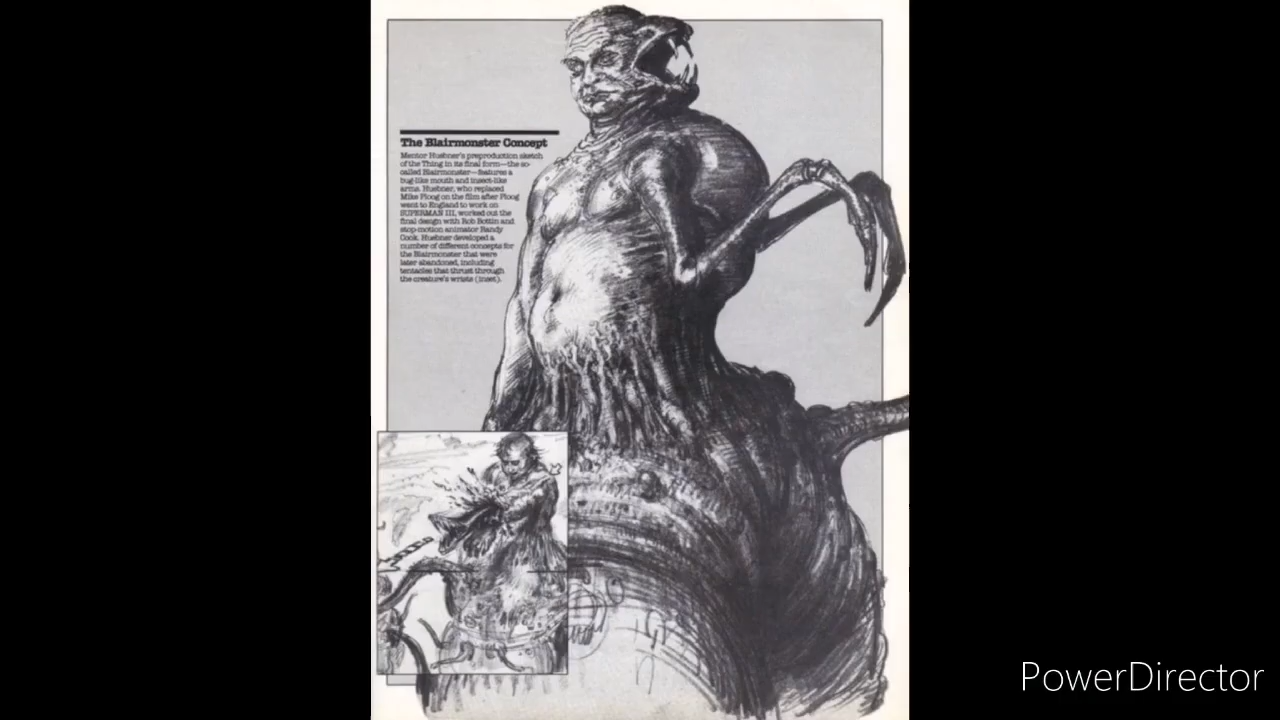 The Blairmonster Concept
Mentor Huebner's preproduction sketch
of the Thing in its final form—the so-
called Blairmonster—features a
bug-like mouth and insect-like
arms. Huebner, who replaced
Mike Ploog on the film after Ploog
went to England to work on
SUPERMAN III, worked out the
final design with Rob Bottin and
stop-motion animator Randy
Cook. Huebner developed a
number of different concepts for
the Blairmonster that were
later abandoned, including
tentacles that thrust through
the creature's wrists (inset).
PowerDirector